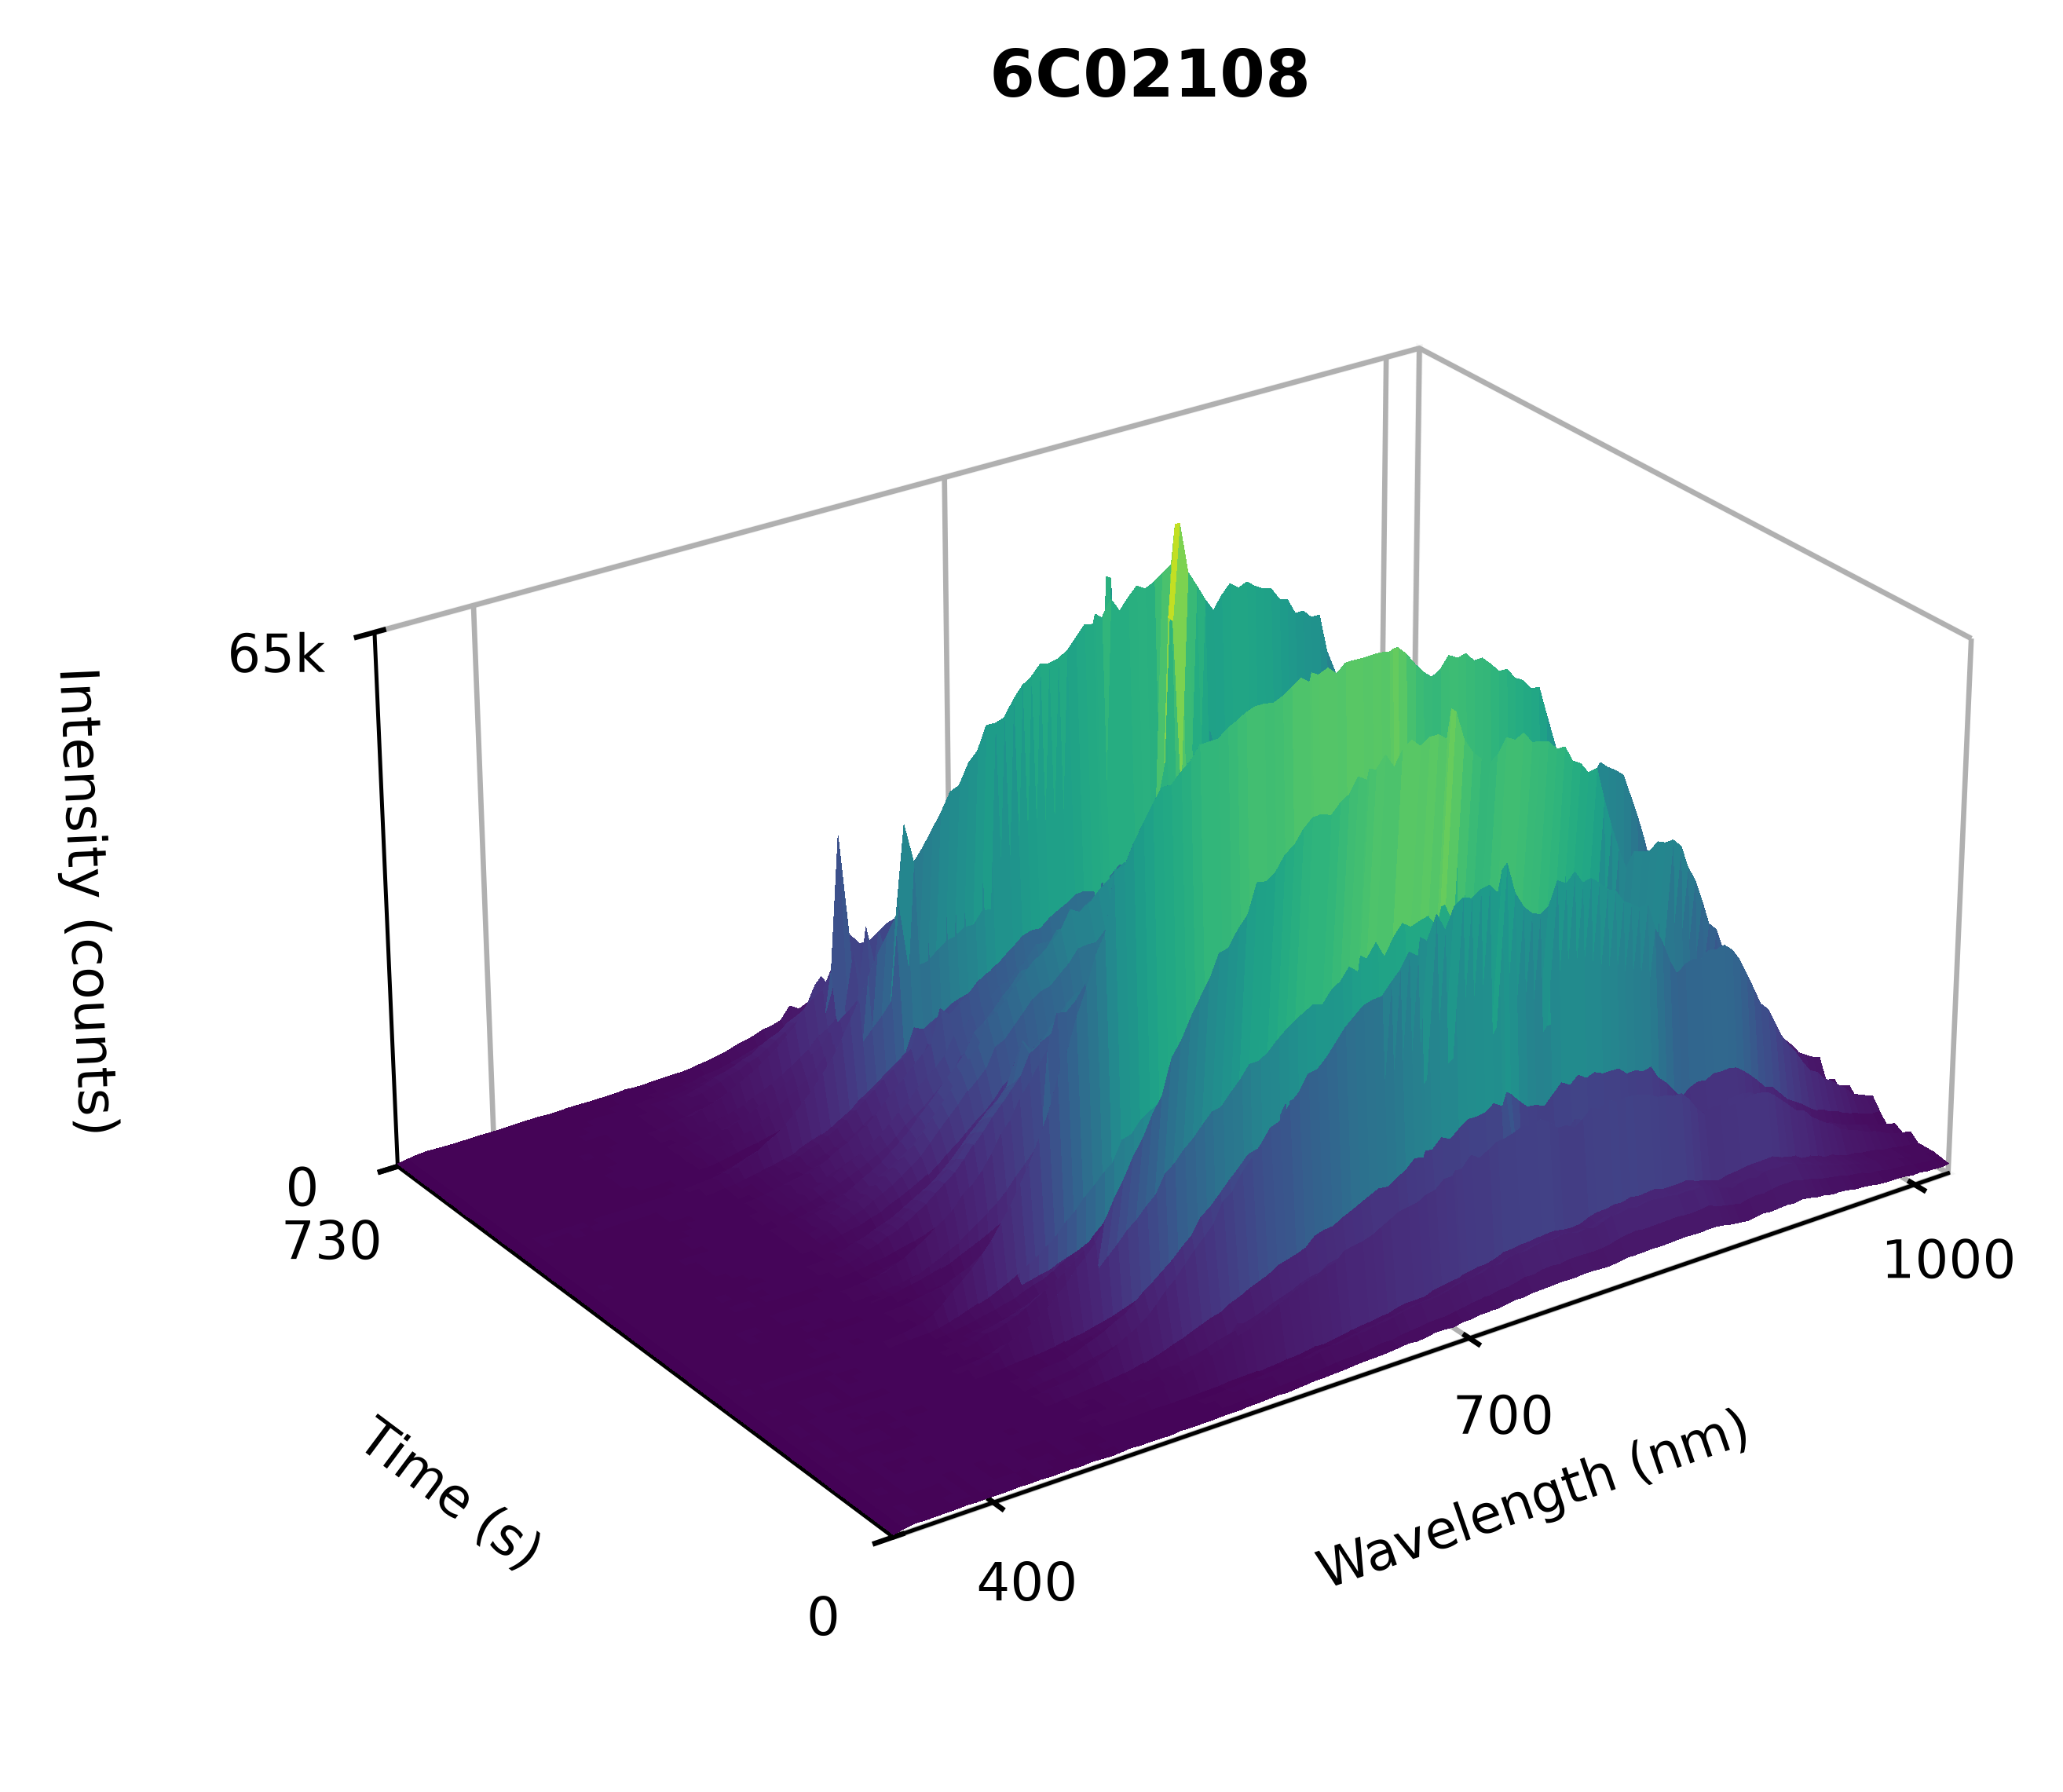 6C02108
65k
Intensity (counts)
0
730
Time (s)
0
400
700
1000
Wavelength (nm)